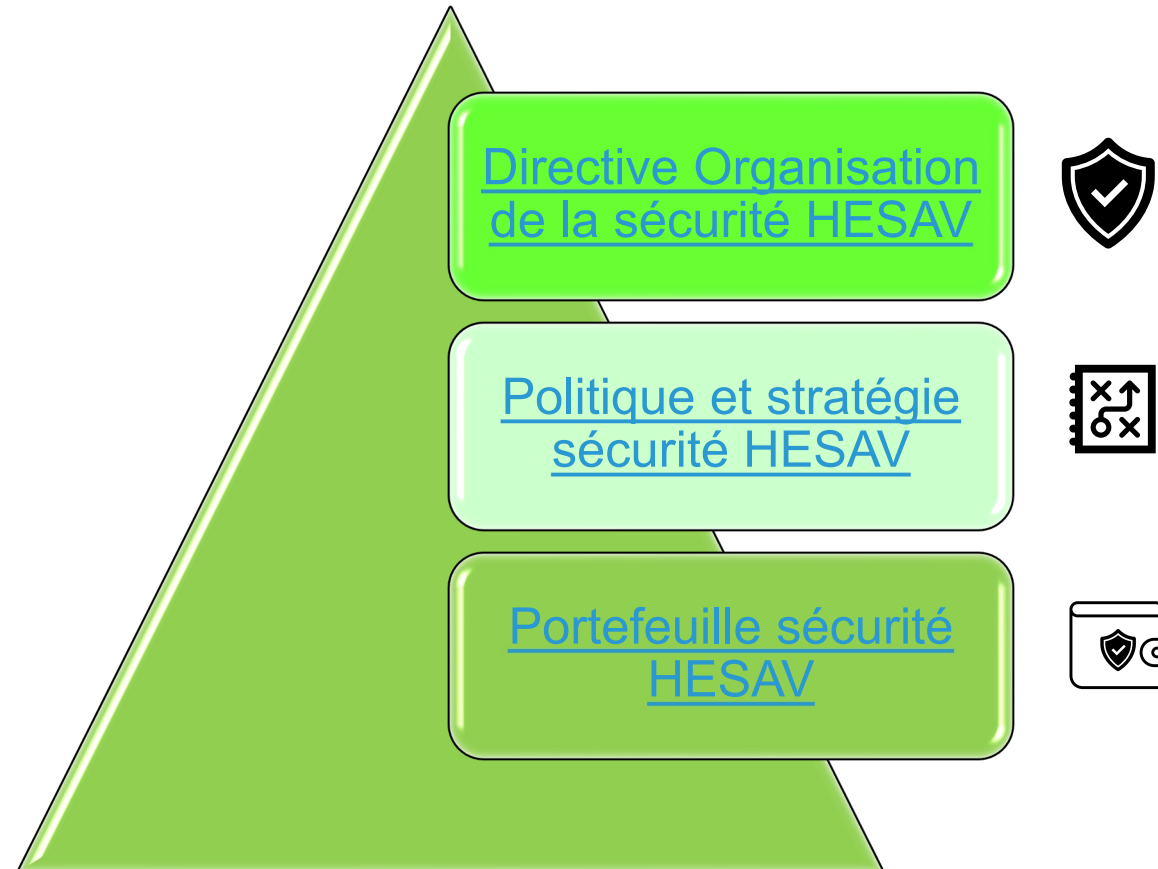 Directive Organisation
de la sécurité HESAV
Politique et stratégie
sécurité HESAV
Portefeuille sécurité
HESAV